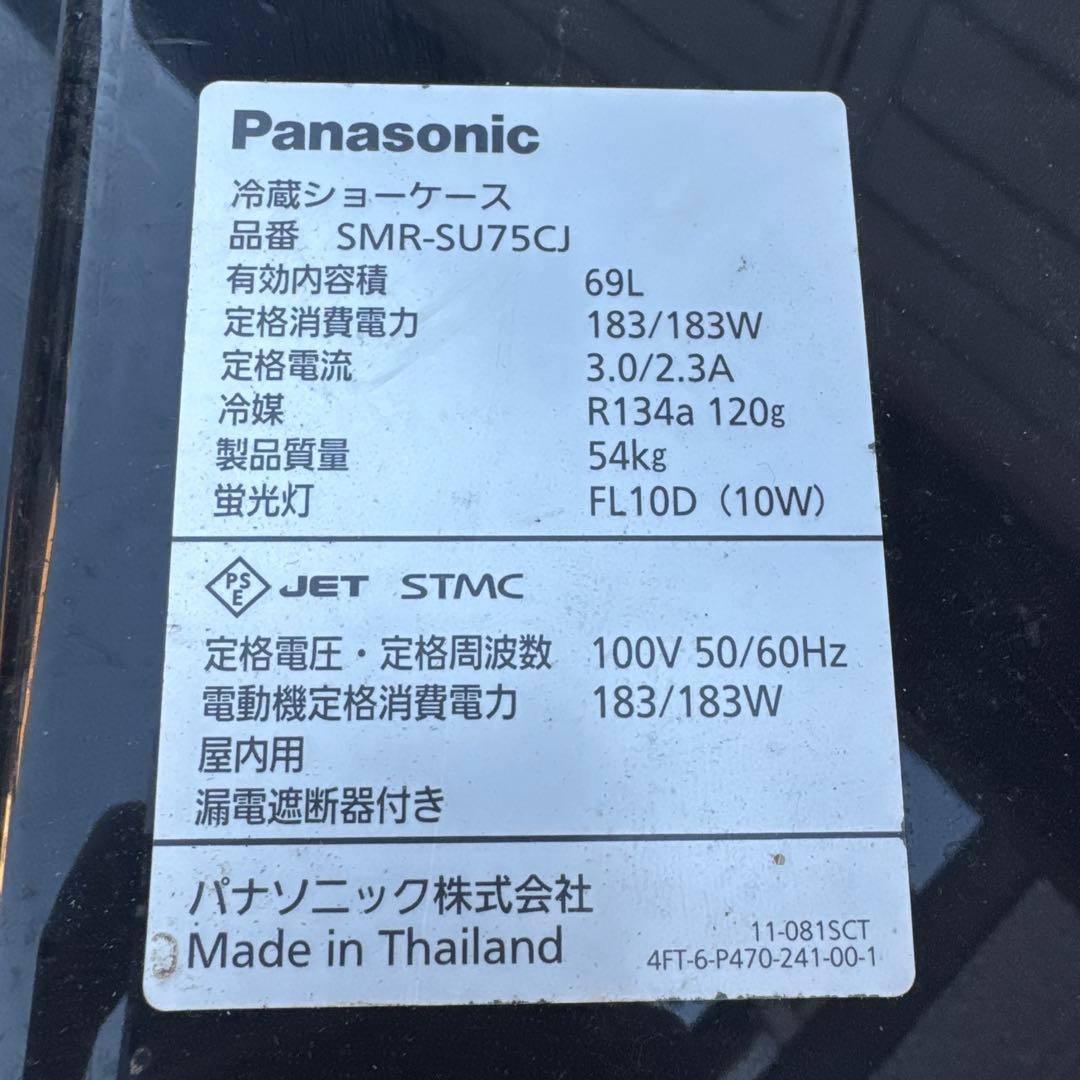 Panasonic
冷蔵ショーケース
品番 SMR-SU75CJ
有効内容積 69L
定格消費電力 183/183W
定格電流 3.0/2.3A
冷媒 R134a 120g
製品質量 54kg
蛍光灯 FL10D（10W）
PSE JET STMC
定格電圧・定格周波数 100V 50/60Hz
電動機定格消費電力 183/183W
屋内用
漏電遮断器付き
パナソニック株式会社
11-081SCT
Made in Thailand 4FT-6-P470-241-00-1